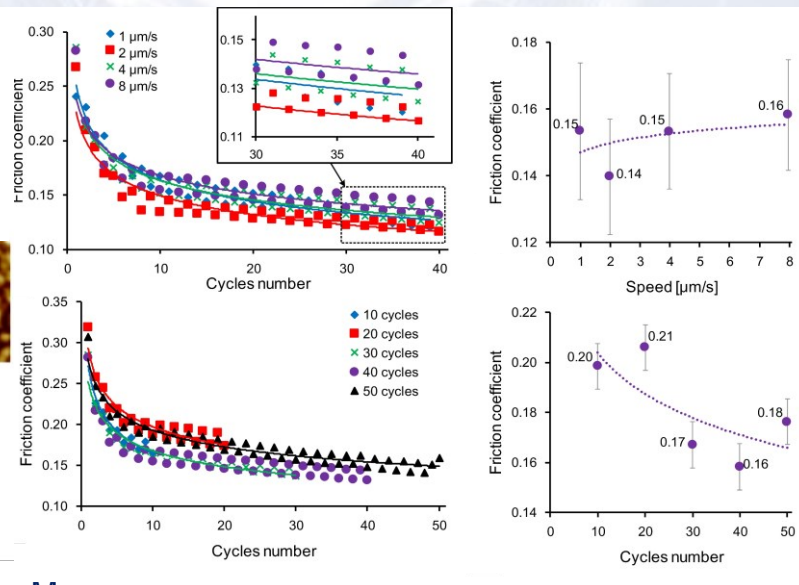 Friction coefficient
0.30
0.25
0.20
0.15
0.10
1 µm/s
2 µm/s
4 µm/s
8 µm/s
0.15
0.13
0.11
30 35 40
0 10 20 30 40
Cycles number
Friction coefficient
0.18
0.16
0.14
0.12
0.15
0.14
0.15
0.16
0 1 2 3 4 5 6 7 8
Speed [µm/s]
Friction coefficient
0.35
0.30
0.25
0.20
0.15
0.10
10 cycles
20 cycles
30 cycles
40 cycles
50 cycles
0 10 20 30 40 50
Cycles number
Friction coefficient
0.22
0.20
0.18
0.16
0.14
0.20
0.21
0.17
0.16
0.18
0 10 20 30 40 50
Cycles number